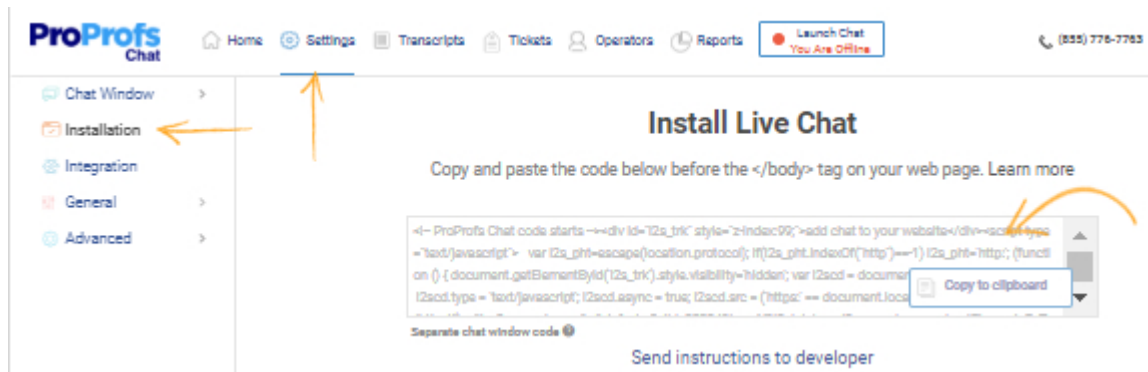 ProProfs
Chat
Home Settings Transcripts Tickets Operators Reports Launch Chat
You Are Offline
(855) 776-7763
Chat Window
Installation
Integration
General
Advanced
Install Live Chat
Copy and paste the code below before the </body> tag on your web page. Learn more
<!-- ProProfs Chat code starts --><div id="l2s_trk" style="z-index:99;">add chat to your website</div><script type
="text/javascript"> var l2s_pht=escape(location.protocol); if(l2s_pht.indexOf("http")==-1) l2s_pht='http:'; (functi
on () { document.getElementById('l2s_trk').style.visibility='hidden'; var l2scd = docume
l2scd.type = 'text/javascript'; l2scd.async = true; l2scd.src = ('https:' == document.loca
Copy to clipboard
Separate chat window code
Send instructions to developer